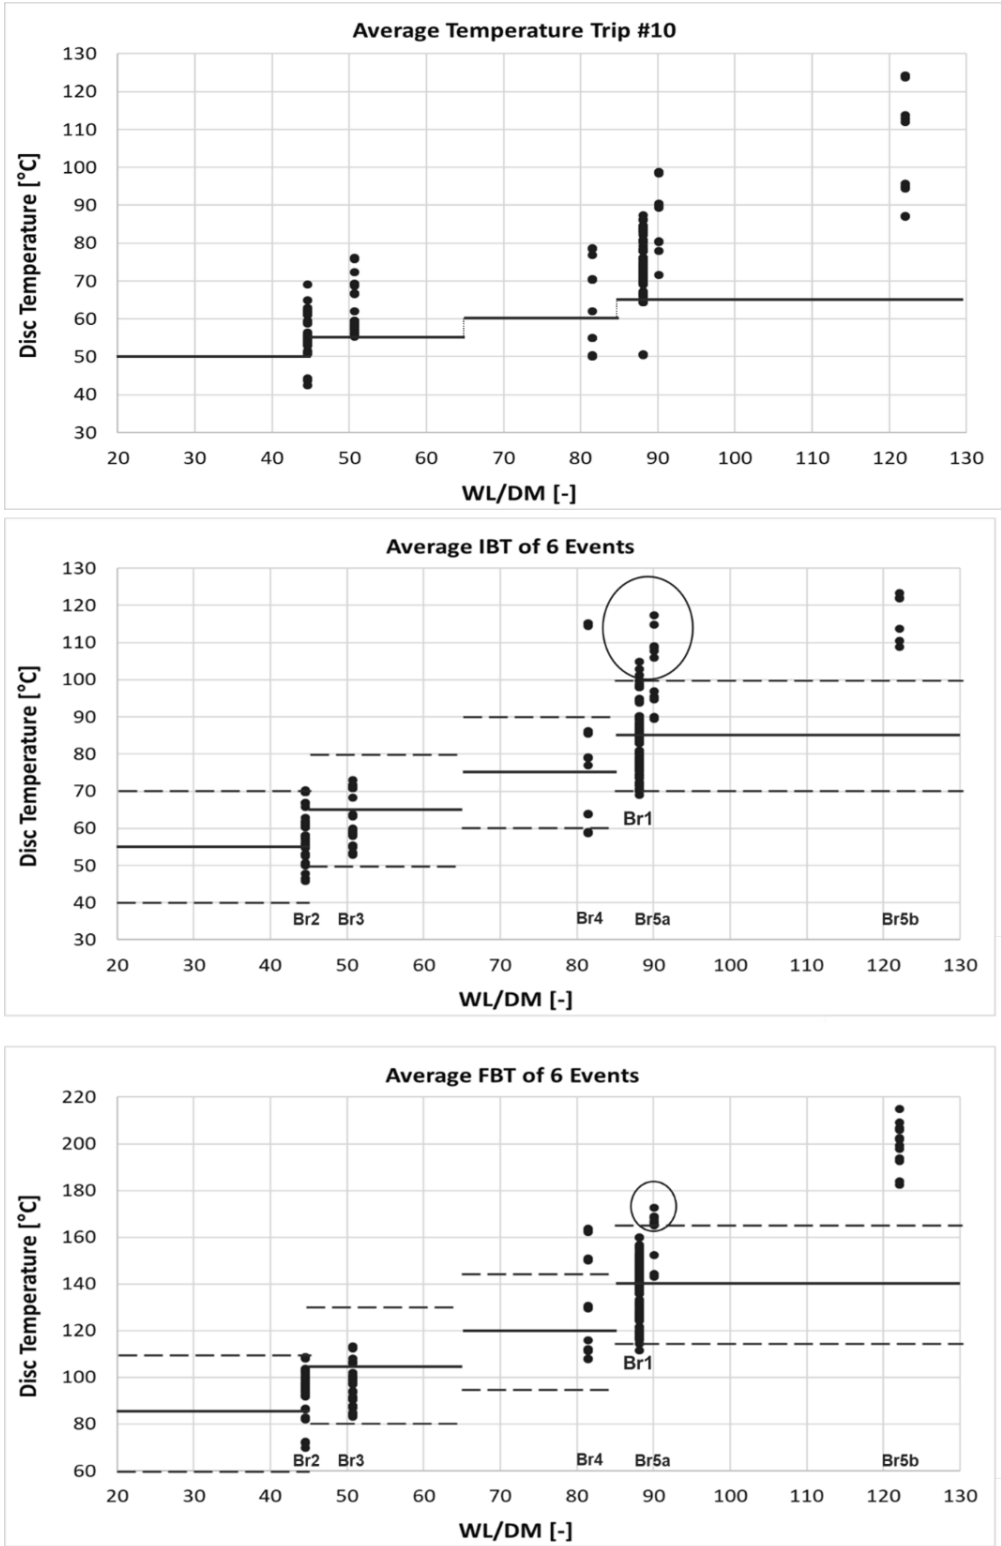 Average Temperature Trip #10
Disc Temperature [°C]
130
120
110
100
90
80
70
60
50
40
30
20 30 40 50 60 70 80 90 100 110 120 130
WL/DM [-]
Average IBT of 6 Events
Disc Temperature [°C]
130
120
110
100
90
80
70
60
50
40
30
Br1
Br2 Br3 Br4 Br5a Br5b
20 30 40 50 60 70 80 90 100 110 120 130
WL/DM [-]
Average FBT of 6 Events
Disc Temperature [°C]
220
200
180
160
140
120
100
80
60
Br1
Br2 Br3 Br4 Br5a Br5b
20 30 40 50 60 70 80 90 100 110 120 130
WL/DM [-]